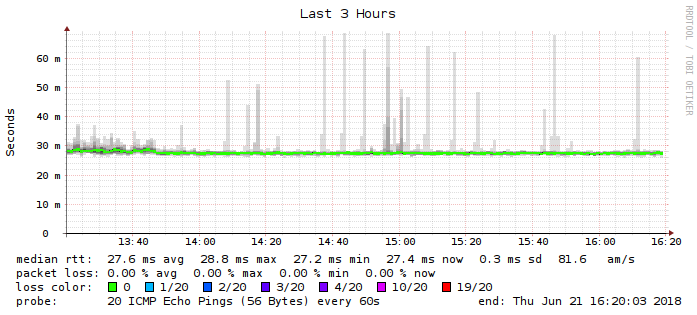 Last 3 Hours
RRDTOOL / TOBI OETIKER
Seconds
60 m
50 m
40 m
30 m
20 m
10 m
0
13:40 14:00 14:20 14:40 15:00 15:20 15:40 16:00 16:20
median rtt: 27.6 ms avg 28.8 ms max 27.2 ms min 27.4 ms now 0.3 ms sd 81.6 am/s
packet loss: 0.00 % avg 0.00 % max 0.00 % min 0.00 % now
loss color: 0 1/20 2/20 3/20 4/20 10/20 19/20
probe: 20 ICMP Echo Pings (56 Bytes) every 60s end: Thu Jun 21 16:20:03 2018